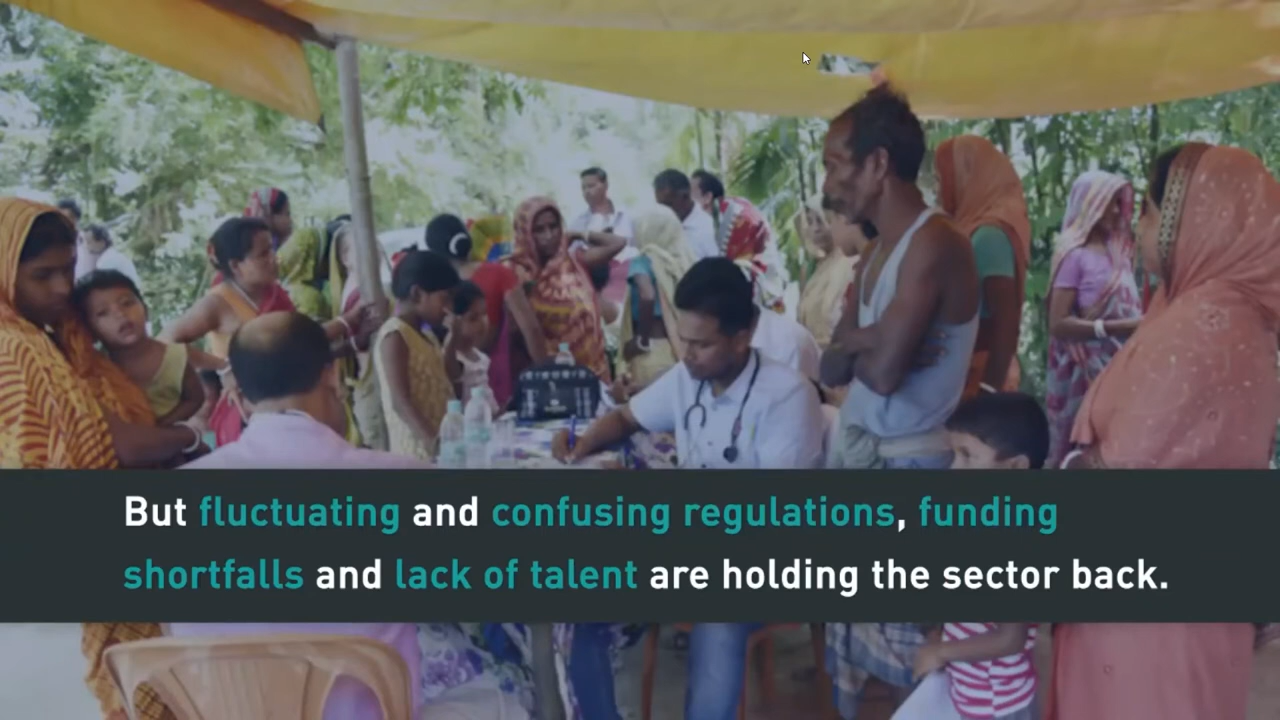 But fluctuating and confusing regulations, funding
shortfalls and lack of talent are holding the sector back.